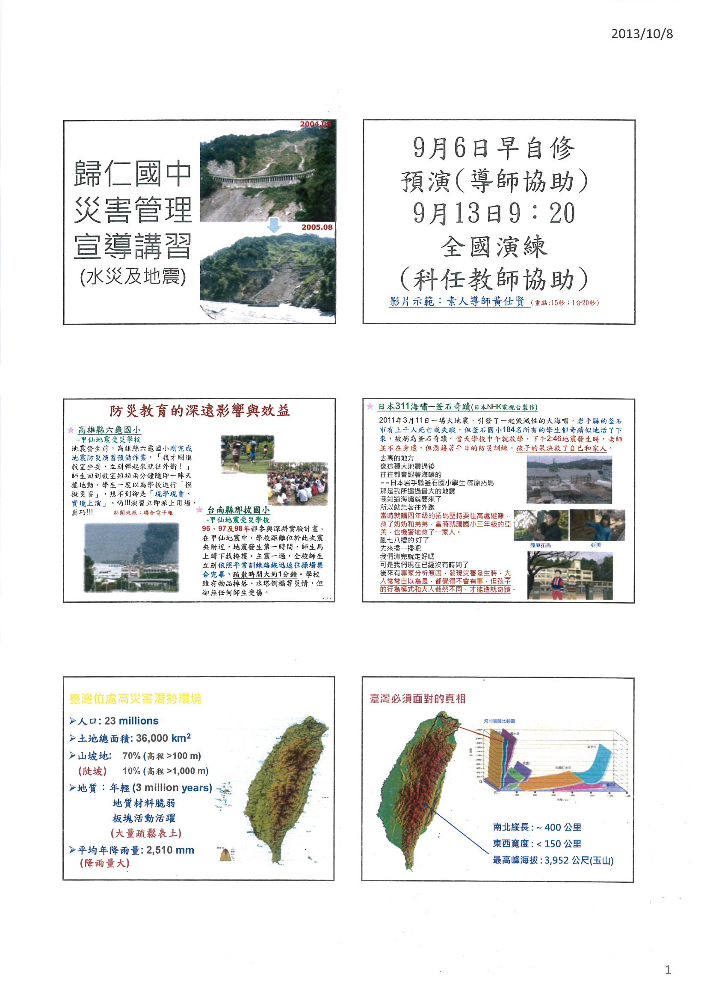 2013/10/8
歸仁國中
災害管理
宣導講習
(水災及地震)
2004.08
2005.08
9月6日早自修
預演(導師協助)
9月13日9：20
全國演練
(科任教師協助)
影片示範：素人導師黃仕賢 (重點:15秒；1分20秒)
防災教育的深遠影響與效益
高雄縣六龜國小
-甲仙地震受災學校
地震發生前，高雄縣六龜國小剛完成
地震防災演習預備作業，「我才剛進
教室坐妥，立刻彈起來就往外衝！」
師生回到教室短短兩分鐘隨即一陣天
搖地動，學生一度以為學校進行「模
擬災害」，想不到卻是「現學現賣、
實境上演」。喝!!!演習立即派上用場，
真巧!!!
新聞來源：聯合電子報
台南縣那拔國小
-甲仙地震受災學校
96、97及98年都參與深耕實驗計畫。
在甲仙地震中，學校距離位於此次震
央附近，地震發生第一時間，師生馬
上蹲下找掩護。主震一過，全校師生
立刻依照平常訓練路線迅速往操場集
合完畢，疏散時間大約1分鐘。學校
雖有物品掉落、水塔倒榻等災情，但
卻無任何師生受傷。
日本311海嘯─釜石奇蹟(日本NHK電視台製作)
2011年3月11日一場大地震，引發了一起毀滅性的大海嘯，岩手縣的釜石
市有上千人死亡或失蹤，但釜石國小184名所有的學生都奇蹟似地活了下
來，被稱為釜石奇蹟。當天學校中午就放學，下午2:46地震發生時，老師
並不在身邊，但憑藉著平日的防災訓練，孩子的果決救了自己和家人。
去高的地方
像這種大地震過後
往往都會跟著海嘯的
==日本岩手縣釜石國小學生 篠原拓馬
那是我所遇過最大的地震
我知道海嘯就要來了
所以就急著往外跑
當時就讀四年級的拓馬堅持要往高處避難，
救了奶奶和弟弟，當時就讀國小三年級的亞
美，也機警地救了一家人。
亂七八糟的 好了
先來掃一掃吧
我們濤完就走好嗎
可是我們現在已經沒有時間了
後來有專家分析原因，發現災害發生時，大
人常常自以為是，都覺得不會有事，但孩子
的行為模式和大人截然不同，才能造就奇蹟。
篠原拓馬
亞美
臺灣位處高災害潛勢環境
➢人口: 23 millions
➢土地總面積: 36,000 km²
➢山坡地: 70% (高程 >100 m)
(陡坡) 10% (高程 >1,000 m)
➢地質：年輕 (3 million years)
地質材料脆弱
板塊活動活躍
(大量疏鬆表土)
➢平均年降雨量: 2,510 mm
(降雨量大)
臺灣必須面對的真相
河川坡降比較圖
南北縱長: ~ 400 公里
東西寬度: < 150 公里
最高峰海拔: 3,952 公尺(玉山)
1